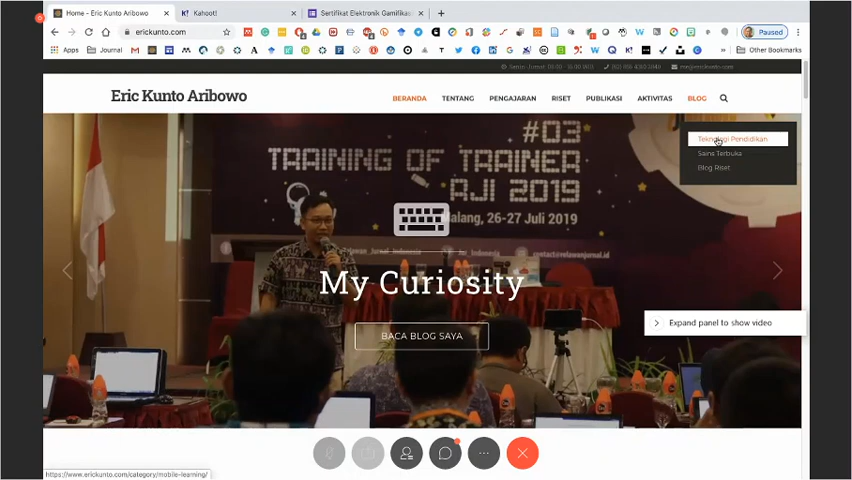 Home - Eric Kunto Aribowo
Kahoot!
Sertifikat Elektronik Gamifikas
erickunto.com
Paused
Apps
Journal
Other Bookmarks
Eric Kunto Aribowo
BERANDA
TENTANG
PENGAJARAN
RISET
PUBLIKASI
AKTIVITAS
BLOG
Teknologi Pendidikan
Sains Terbuka
Blog Riset
#03
TRAINING OF TRAINER
RJI 2019
Malang, 26-27 Juli 2019
My Curiosity
BACA BLOG SAYA
Expand panel to show video
https://www.erickunto.com/category/mobile-learning/